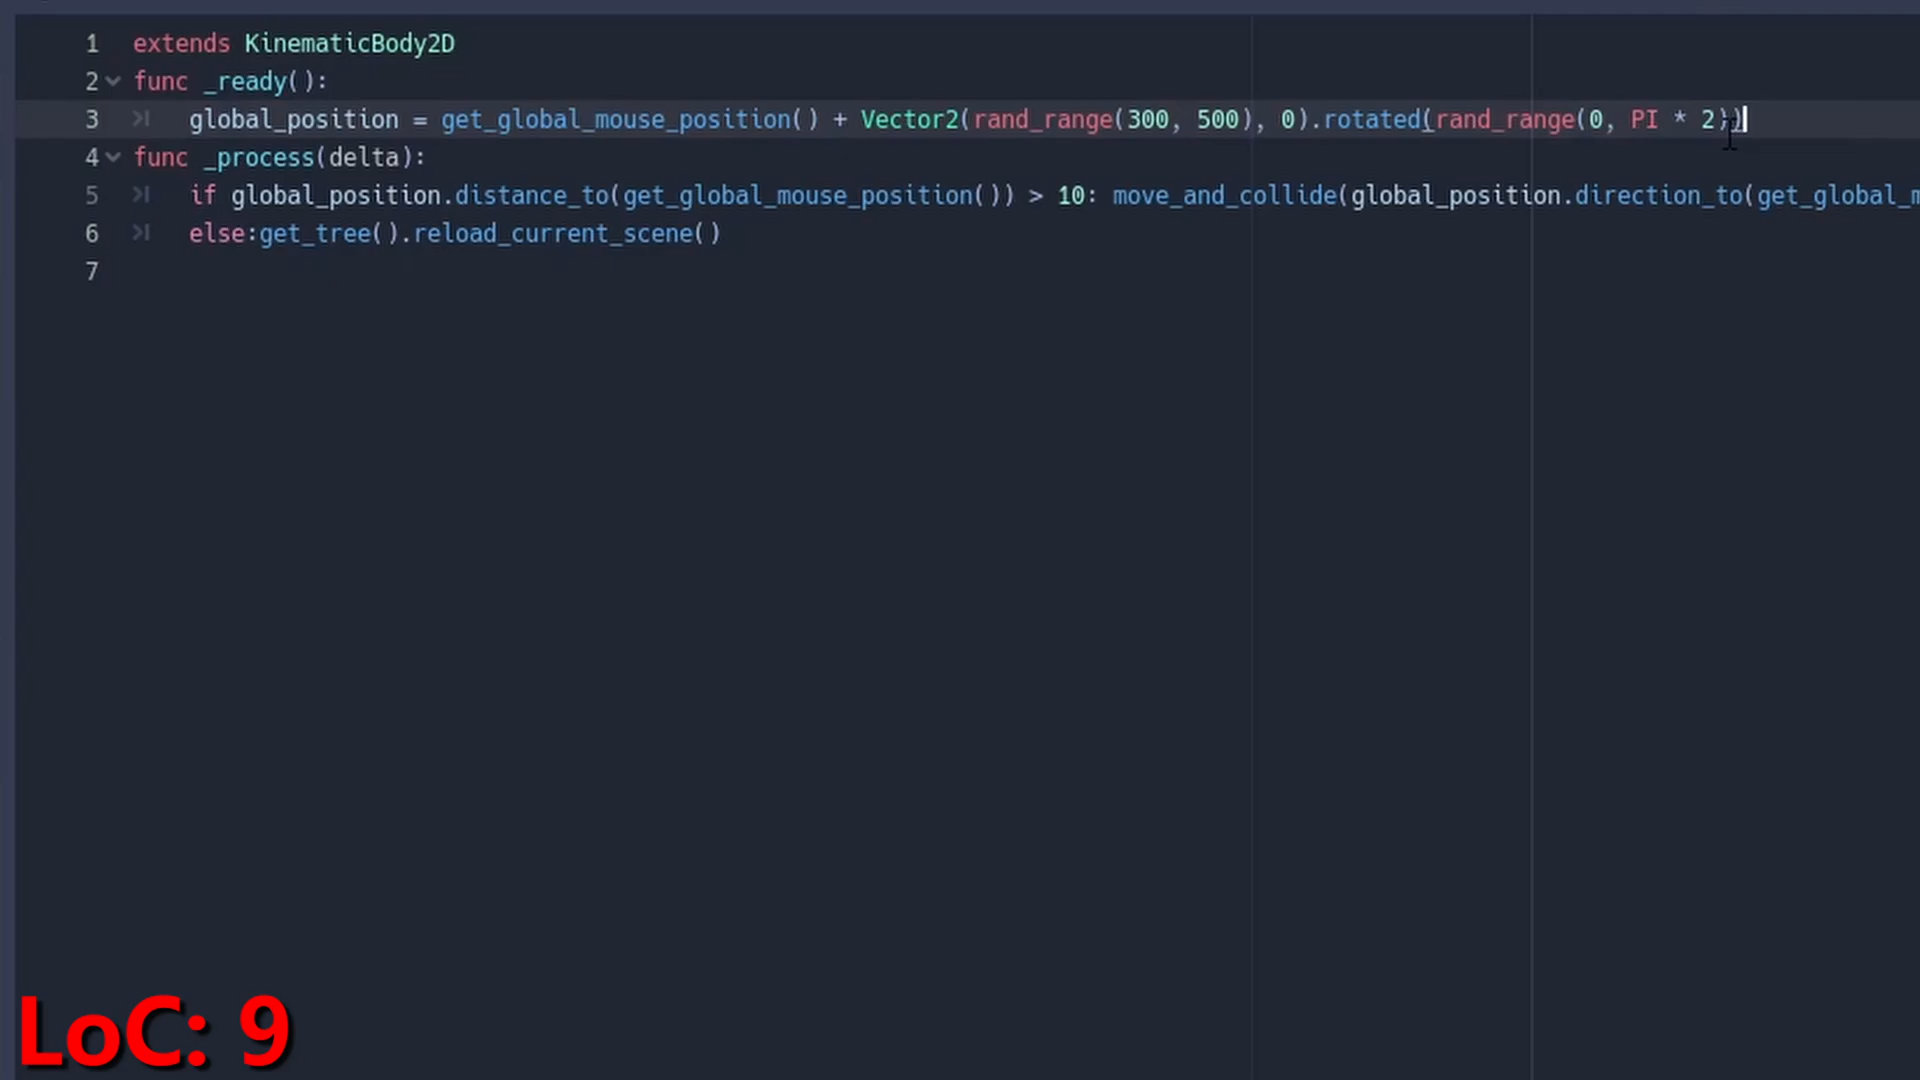 1 extends KinematicBody2D
2 func _ready():
3 global_position = get_global_mouse_position() + Vector2(rand_range(300, 500), 0).rotated(rand_range(0, PI * 2))
4 func _process(delta):
5 if global_position.distance_to(get_global_mouse_position()) > 10: move_and_collide(global_position.direction_to(get_global_m
6 else:get_tree().reload_current_scene()
7
LoC: 9